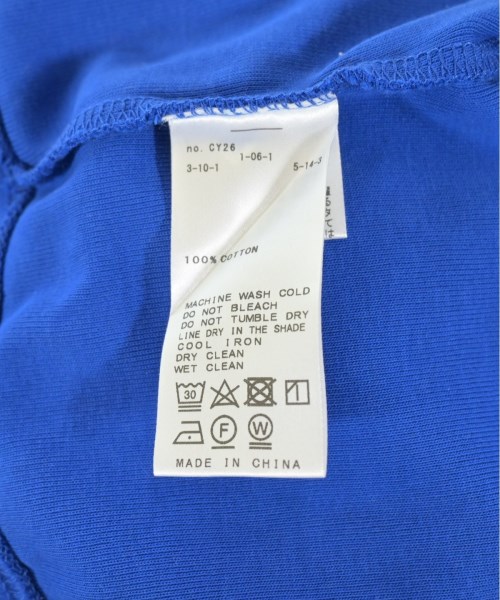 no. CY26
3-10-1 1-06-1 5-14-3
100% COTTON
MACHINE WASH COLD
DO NOT BLEACH
DO NOT TUMBLE DRY
LINE DRY IN THE SHADE
COOL IRON
DRY CLEAN
WET CLEAN
30
F W
MADE IN CHINA